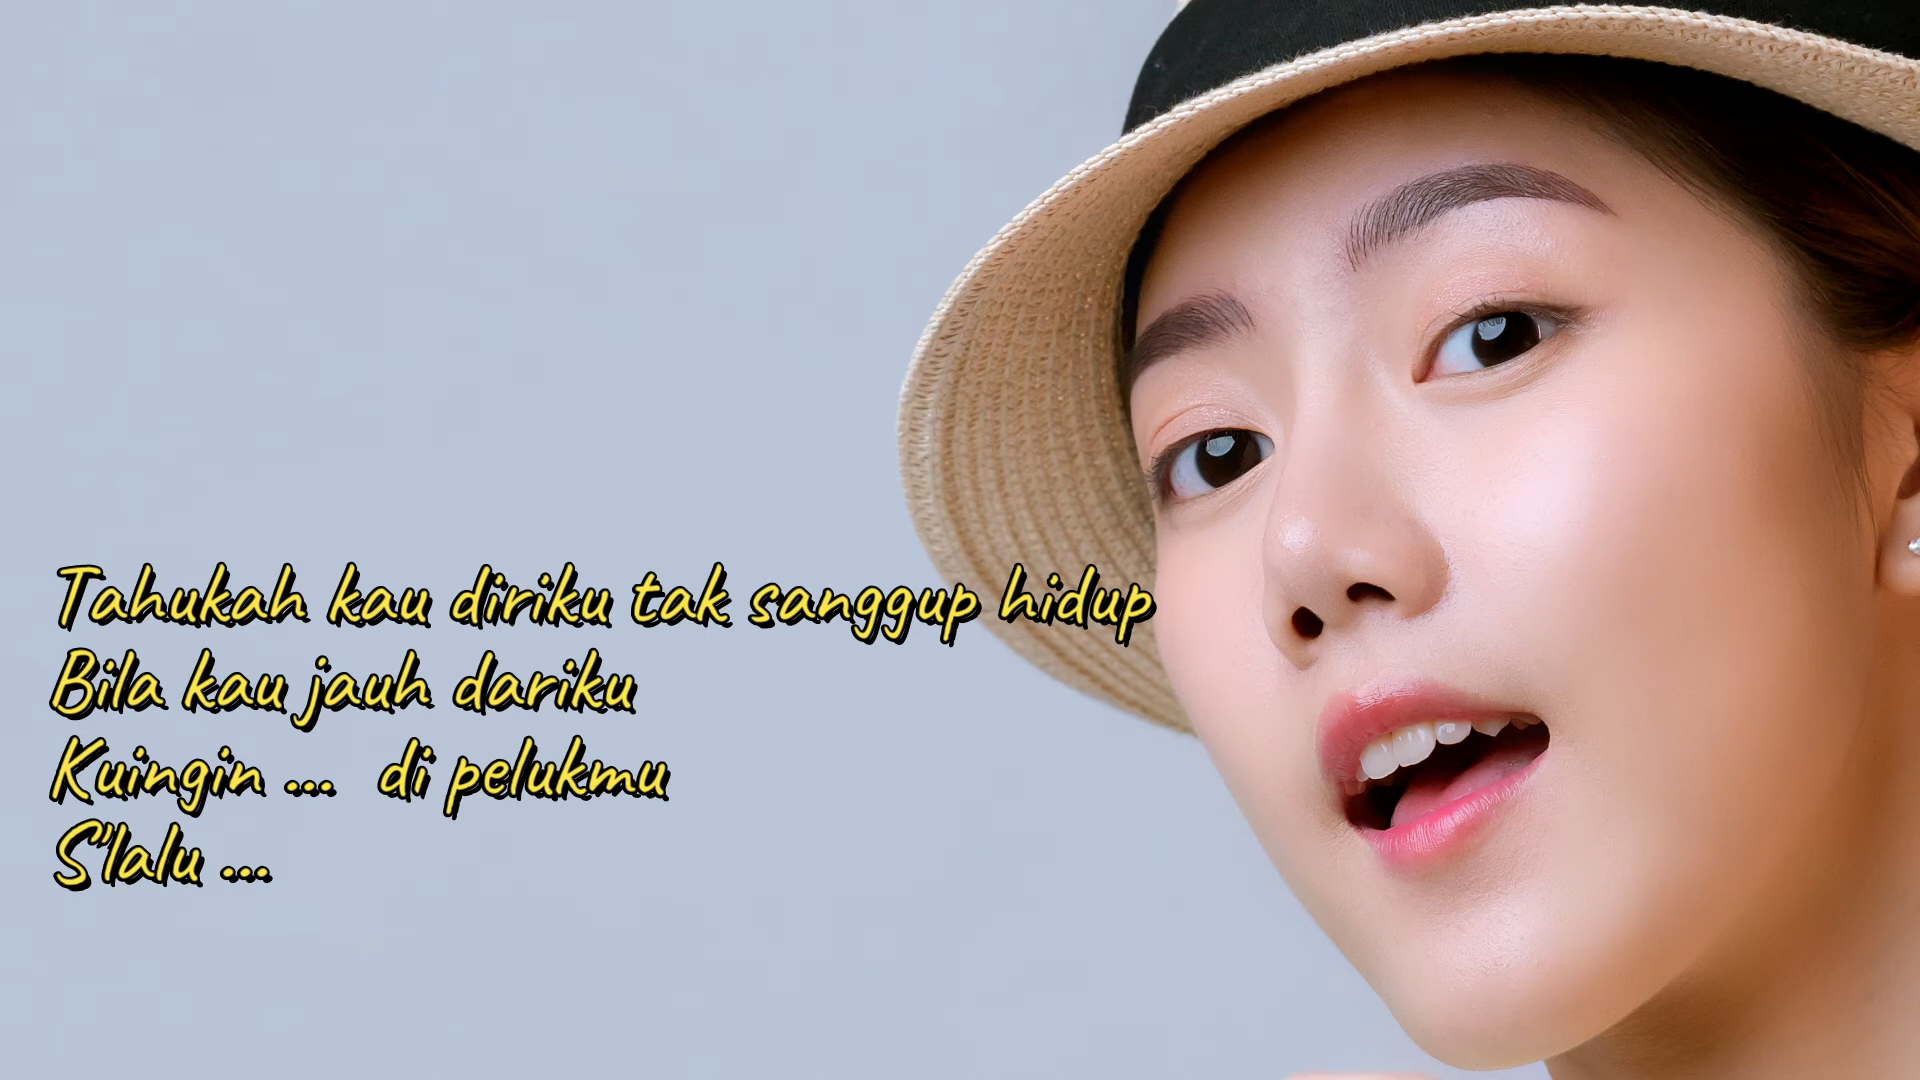 Tahukah kau diriku tak sanggup hidup
Bila kau jauh dariku
Kuingin ... di pelukmu
S'lalu ...